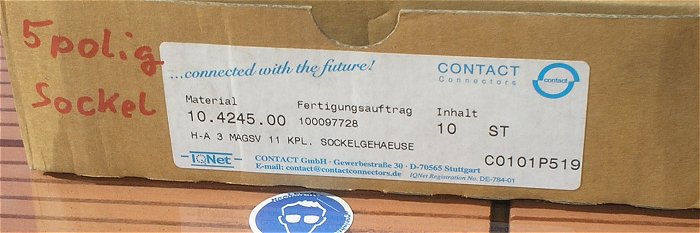 5polig
Sockel
...connected with the future!
CONTACT
Connectors
contact
Material
Fertigungsauftrag
Inhalt
10.4245.00
100097728
10 ST
H-A 3 MAGSV 11 KPL. SOCKELGEHAEUSE
C0101P519
IQNet
CONTACT GmbH · Gewerbestraße 30 · D-70565 Stuttgart
E-mail: contact@contactconnectors.de
IQNet Registration No. DE-784-01